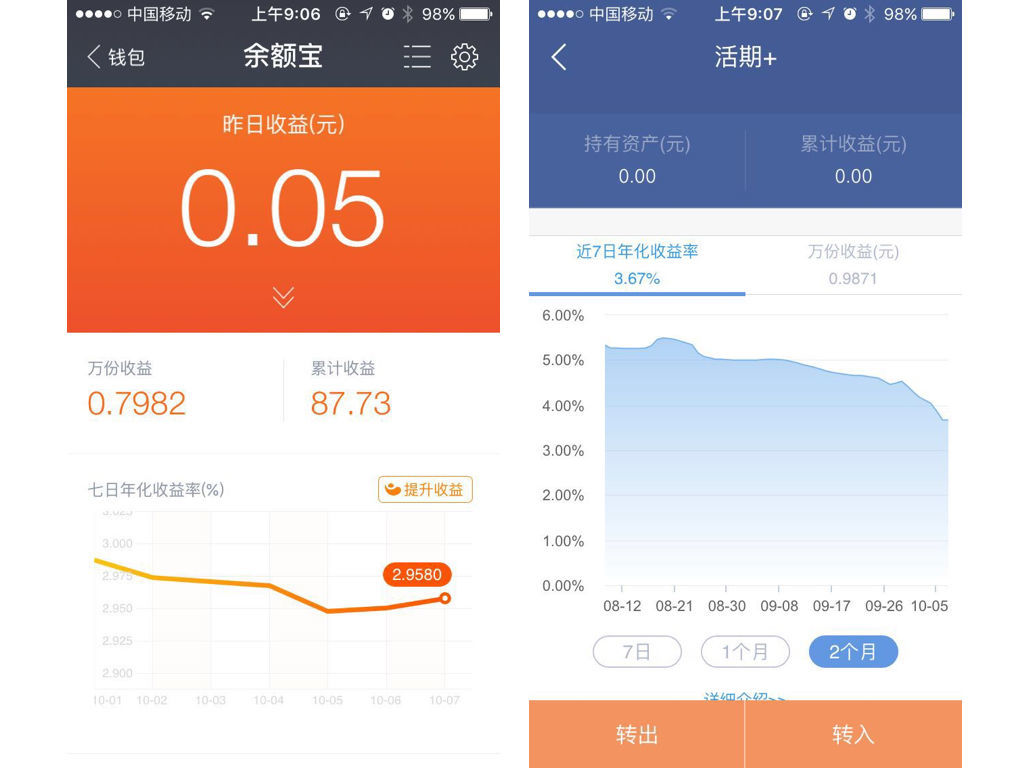 中国移动 上午9:06 98%
钱包 余额宝
昨日收益(元)
0.05
万份收益 累计收益
0.7982 87.73
七日年化收益率(%) 提升收益
3.025
3.000
2.975
2.9580
2.950
2.925
2.900
10-01 10-02 10-03 10-04 10-05 10-06 10-07
中国移动 上午9:07 98%
活期+
持有资产(元) 累计收益(元)
0.00 0.00
近7日年化收益率 万份收益(元)
3.67% 0.9871
6.00%
5.00%
4.00%
3.00%
2.00%
1.00%
0.00%
08-12 08-21 08-30 09-08 09-17 09-26 10-05
7日 1个月 2个月
详细介绍>>
转出 转入